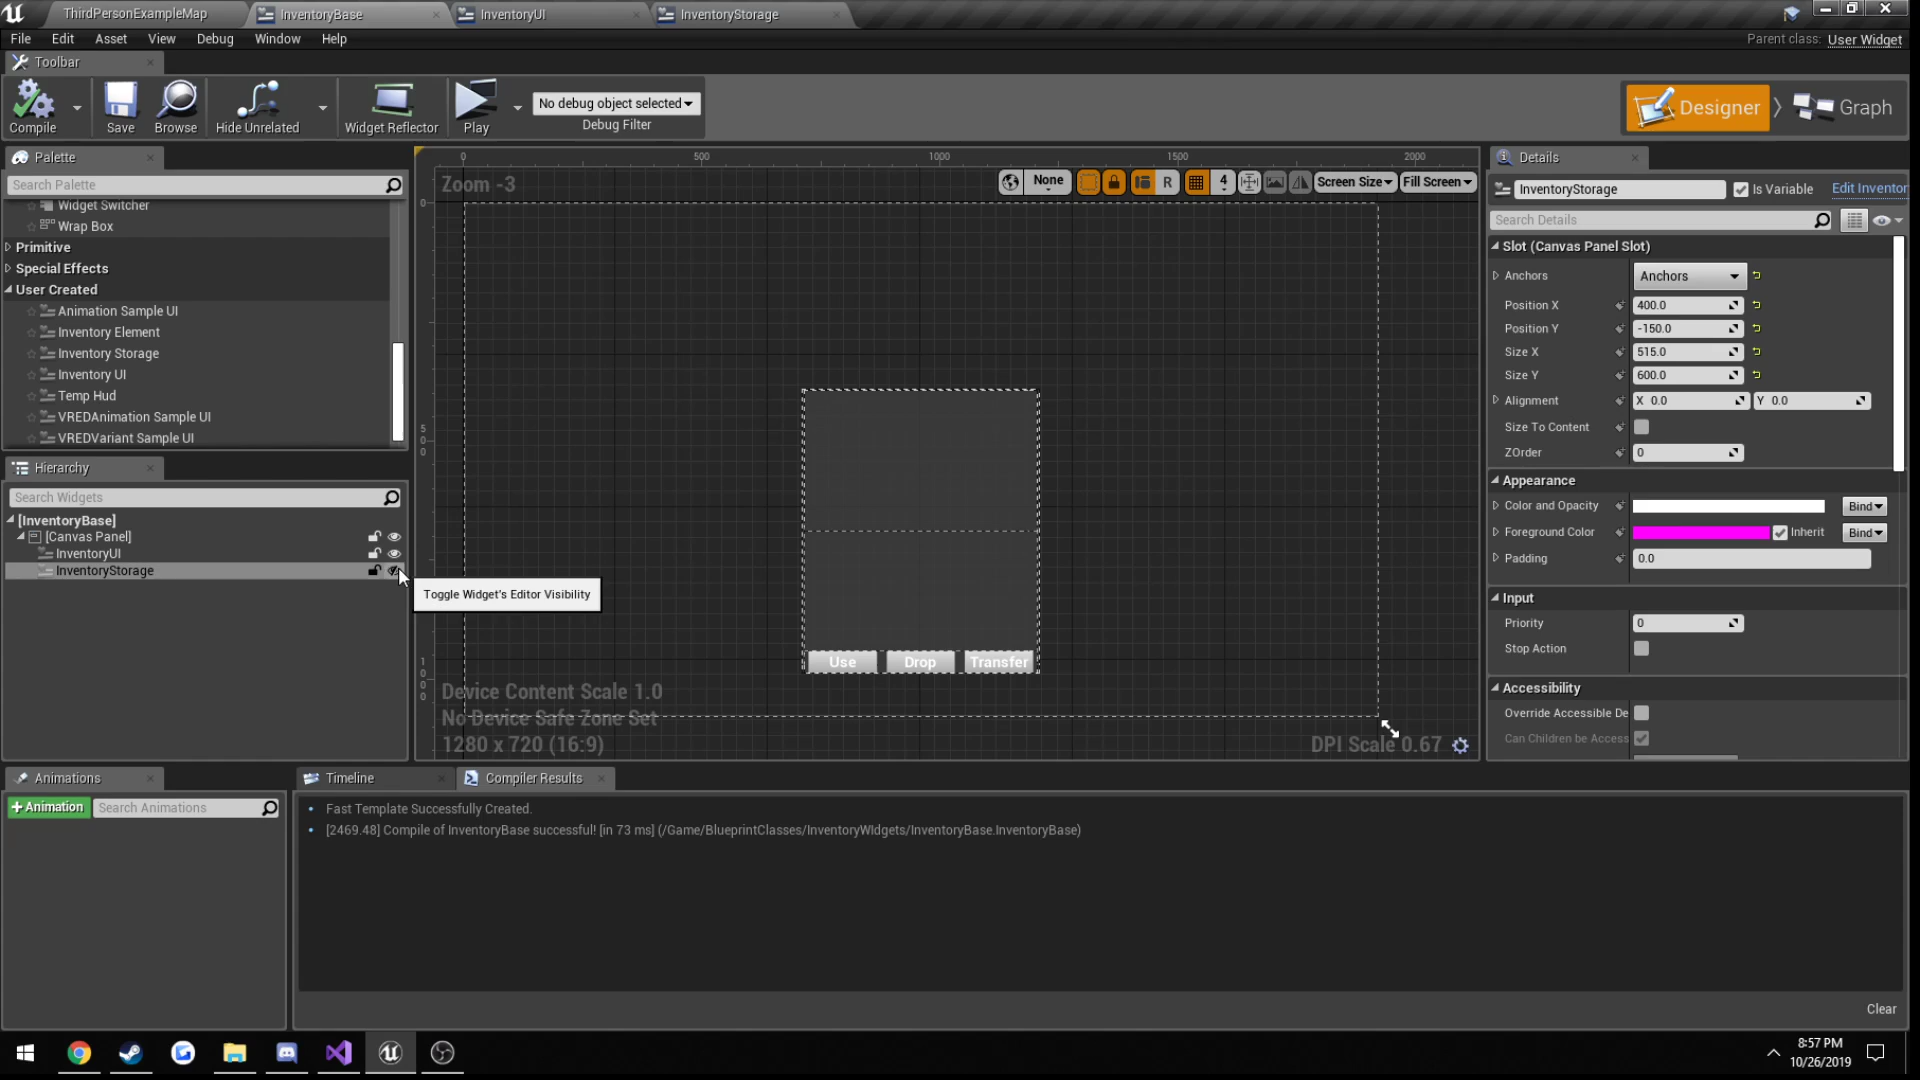 ThirdPersonExampleMap InventoryBase InventoryUI InventoryStorage
File Edit Asset View Debug Window Help
Parent class: User Widget
Toolbar
Compile Save Browse Hide Unrelated Widget Reflector Play
No debug object selected
Debug Filter
Designer Graph
Palette
Search Palette
Widget Switcher
Wrap Box
Primitive
Special Effects
User Created
Animation Sample UI
Inventory Element
Inventory Storage
Inventory UI
Temp Hud
VREDAnimation Sample UI
VREDVariant Sample UI
Hierarchy
Search Widgets
[InventoryBase]
[Canvas Panel]
InventoryUI
InventoryStorage
Toggle Widget's Editor Visibility
0 500 1000 1500 2000
Zoom -3
None R 4 Screen Size Fill Screen
0
5
0
0
1
0
0
0
Use Drop Transfer
Device Content Scale 1.0
No Device Safe Zone Set
1280 x 720 (16:9)
DPI Scale 0.67
Details
InventoryStorage Is Variable Edit Inventor
Search Details
Slot (Canvas Panel Slot)
Anchors Anchors
Position X 400.0
Position Y -150.0
Size X 515.0
Size Y 600.0
Alignment X 0.0 Y 0.0
Size To Content
ZOrder 0
Appearance
Color and Opacity Bind
Foreground Color Inherit Bind
Padding 0.0
Input
Priority 0
Stop Action
Accessibility
Override Accessible De
Can Children be Access
Animations
+Animation Search Animations
Timeline Compiler Results
Fast Template Successfully Created.
[2469.48] Compile of InventoryBase successful! [in 73 ms] (/Game/BlueprintClasses/InventoryWIdgets/InventoryBase.InventoryBase)
Clear
8:57 PM
10/26/2019